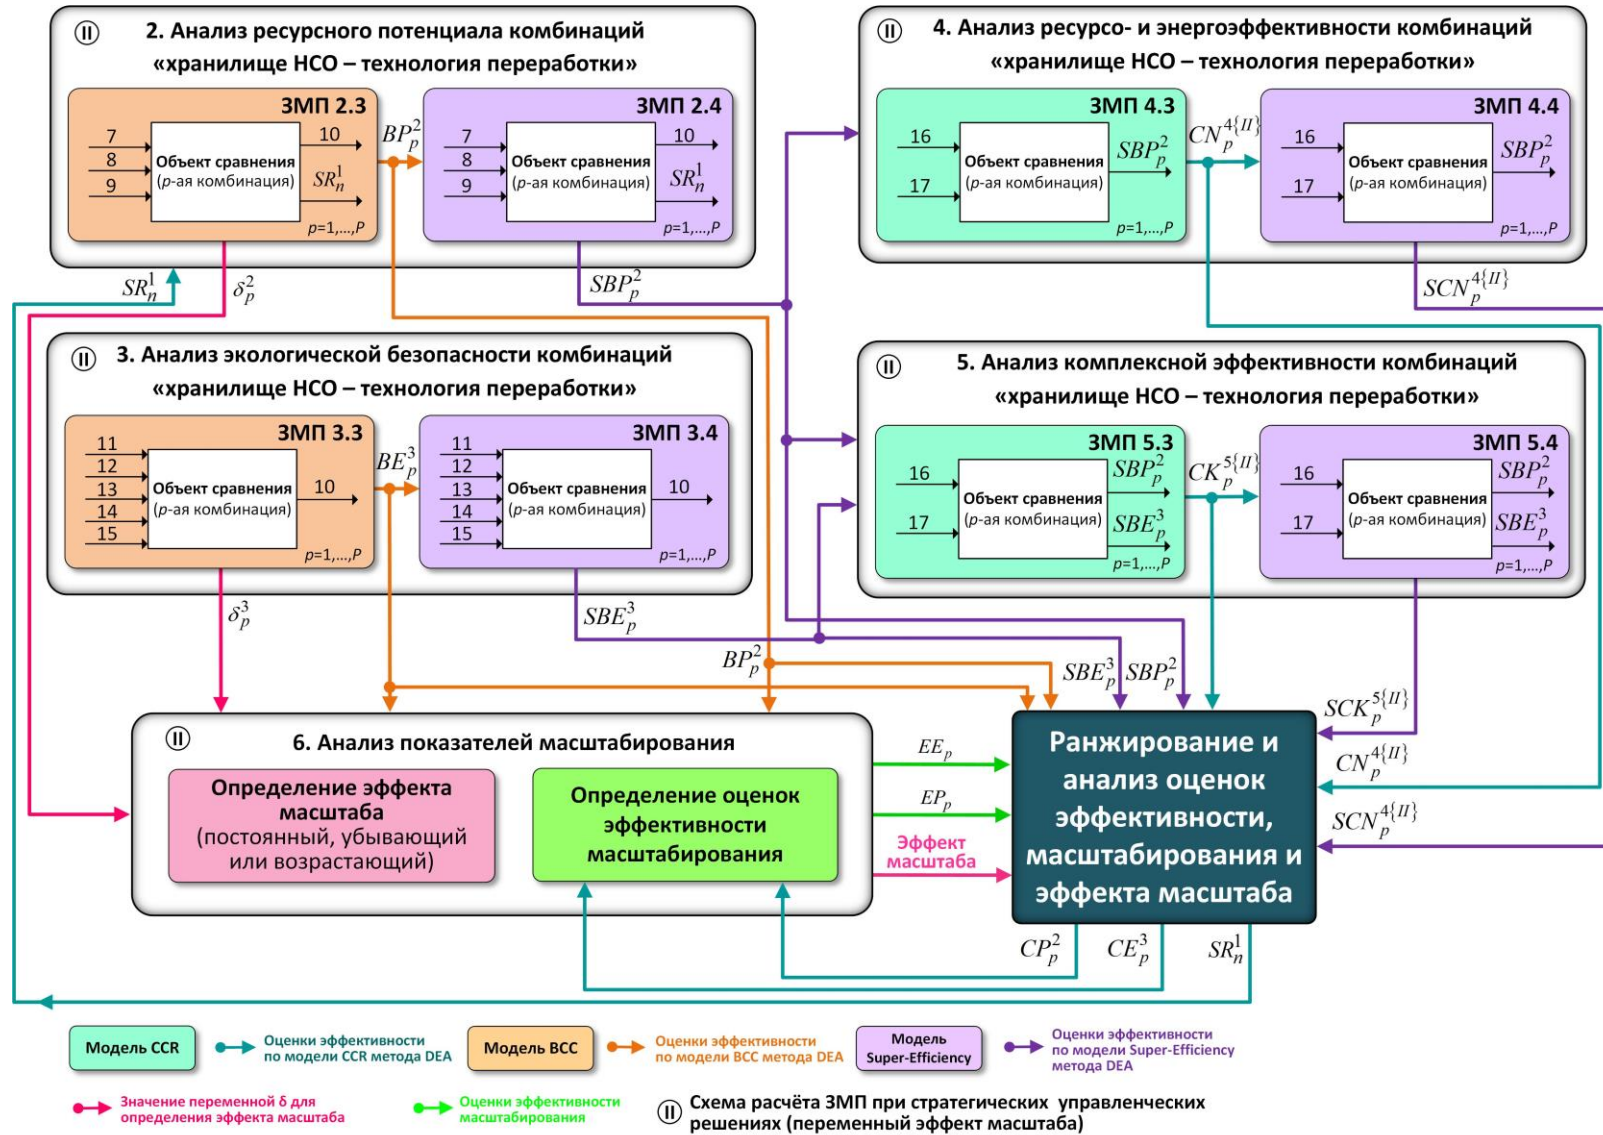 II
2. Анализ ресурсного потенциала комбинаций
«хранилище НСО – технология переработки»
ЗМП 2.3
7
8
9
Объект сравнения
(p-ая комбинация)
10
SR_n^1
p=1,...,P
BP_p^2
ЗМП 2.4
7
8
9
Объект сравнения
(p-ая комбинация)
10
SR_n^1
p=1,...,P
SR_n^1
δ_p^2
SBP_p^2
II
4. Анализ ресурсо- и энергоэффективности комбинаций
«хранилище НСО – технология переработки»
ЗМП 4.3
16
17
Объект сравнения
(p-ая комбинация)
SBP_p^2
p=1,...,P
CN_p^{4{II}}
ЗМП 4.4
16
17
Объект сравнения
(p-ая комбинация)
SBP_p^2
p=1,...,P
SCN_p^{4{II}}
II
3. Анализ экологической безопасности комбинаций
«хранилище НСО – технология переработки»
ЗМП 3.3
11
12
13
14
15
Объект сравнения
(p-ая комбинация)
10
p=1,...,P
BE_p^3
ЗМП 3.4
11
12
13
14
15
Объект сравнения
(p-ая комбинация)
10
p=1,...,P
δ_p^3
SBE_p^3
II
5. Анализ комплексной эффективности комбинаций
«хранилище НСО – технология переработки»
ЗМП 5.3
16
17
Объект сравнения
(p-ая комбинация)
SBP_p^2
SBE_p^3
p=1,...,P
CK_p^{5{II}}
ЗМП 5.4
16
17
Объект сравнения
(p-ая комбинация)
SBP_p^2
SBE_p^3
p=1,...,P
BP_p^2
SBE_p^3
SBP_p^2
SCK_p^{5{II}}
CN_p^{4{II}}
SCN_p^{4{II}}
II
6. Анализ показателей масштабирования
Определение эффекта
масштаба
(постоянный, убывающий
или возрастающий)
Определение оценок
эффективности
масштабирования
EE_p
EP_p
Эффект
масштаба
Ранжирование и
анализ оценок
эффективности,
масштабирования и
эффекта масштаба
CP_p^2
CE_p^3
SR_n^1
Модель CCR
Оценки эффективности
по модели CCR метода DEA
Модель BCC
Оценки эффективности
по модели BCC метода DEA
Модель
Super-Efficiency
Оценки эффективности
по модели Super-Efficiency
метода DEA
Значение переменной δ для
определения эффекта масштаба
Оценки эффективности
масштабирования
II
Схема расчёта ЗМП при стратегических управленческих
решениях (переменный эффект масштаба)